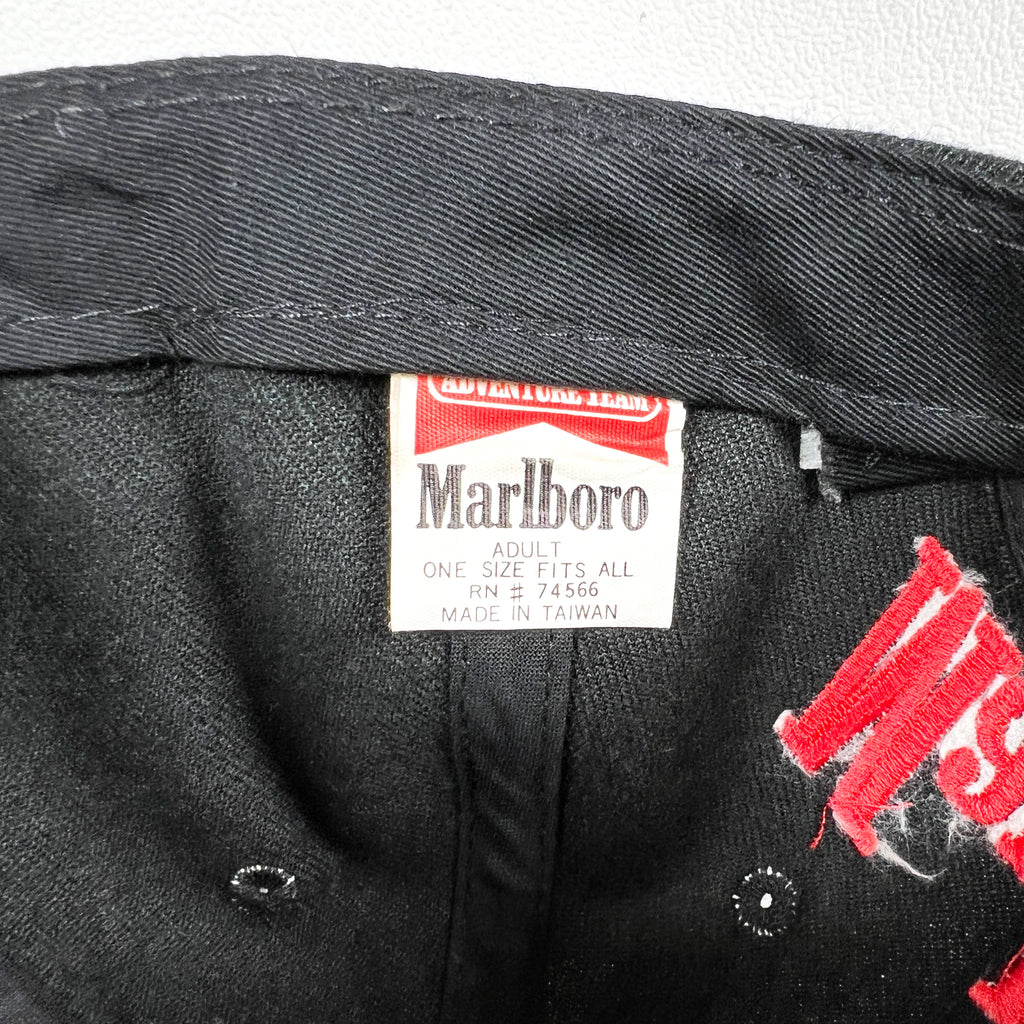 ADVENTURE TEAM
Marlboro
ADULT
ONE SIZE FITS ALL
RN # 74566
MADE IN TAIWAN